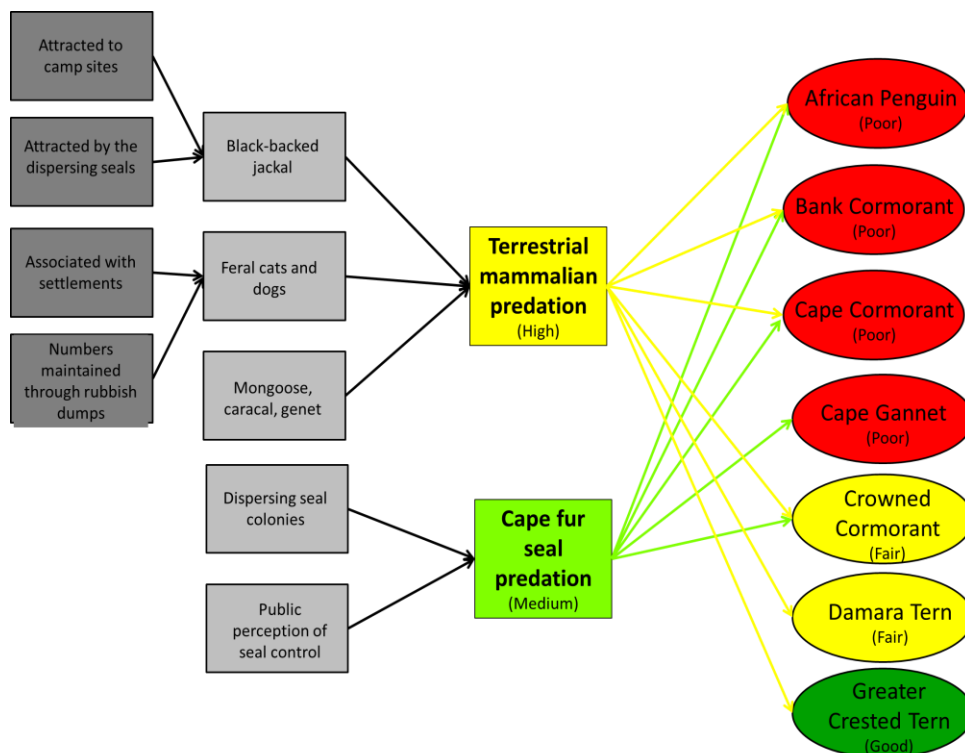 Attracted to
camp sites
Attracted by the
dispersing seals
Associated with
settlements
Numbers
maintained
through rubbish
dumps
Black-backed
jackal
Feral cats and
dogs
Mongoose,
caracal, genet
Dispersing seal
colonies
Public
perception of
seal control
Terrestrial
mammalian
predation
(High)
Cape fur
seal
predation
(Medium)
African Penguin
(Poor)
Bank Cormorant
(Poor)
Cape Cormorant
(Poor)
Cape Gannet
(Poor)
Crowned
Cormorant
(Fair)
Damara Tern
(Fair)
Greater
Crested Tern
(Good)